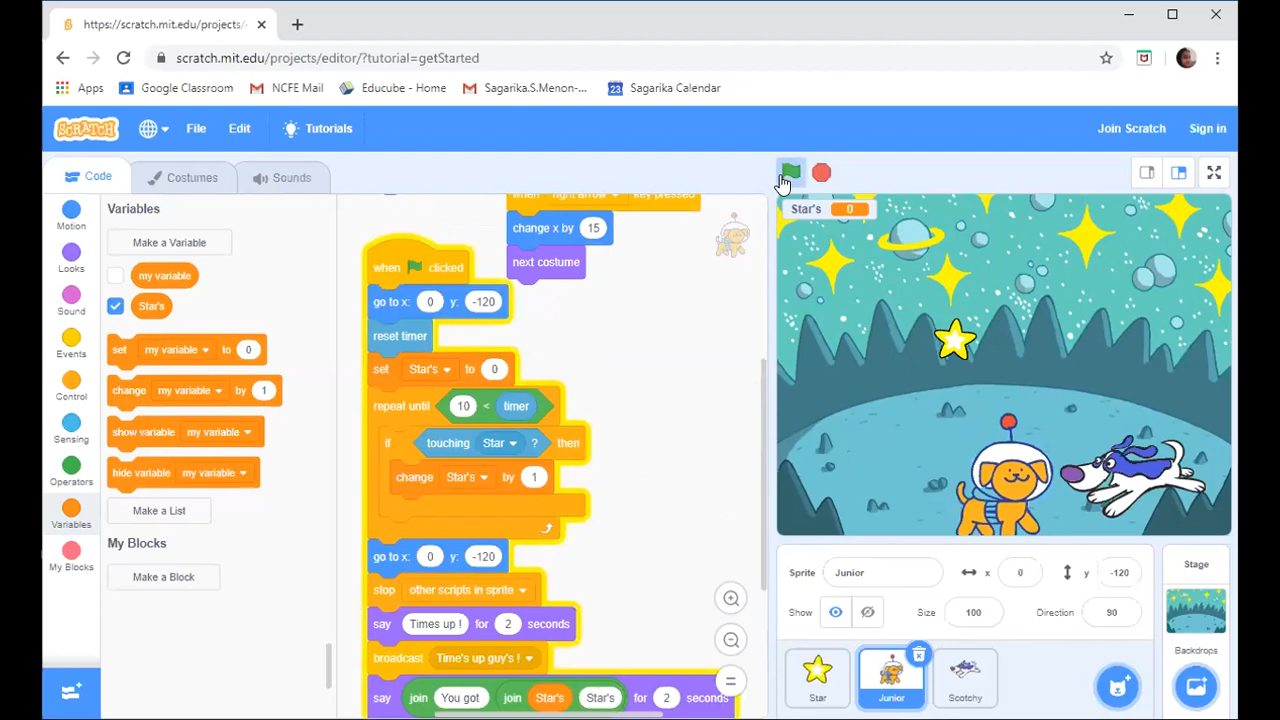 https://scratch.mit.edu/projects/
scratch.mit.edu/projects/editor/?tutorial=getStarted
Apps Google Classroom NCFE Mail Educube - Home Sagarika.S.Menon-... 23 Sagarika Calendar
SCRATCH File Edit Tutorials Join Scratch Sign in
Code Costumes Sounds
Motion
Looks
Sound
Events
Control
Sensing
Operators
Variables
My Blocks
Variables
Make a Variable
my variable
Star's
set my variable to 0
change my variable by 1
show variable my variable
hide variable my variable
Make a List
My Blocks
Make a Block
when right arrow key pressed
change x by 15
next costume
when clicked
go to x: 0 y: -120
reset timer
set Star's to 0
repeat until 10 < timer
if touching Star ? then
change Star's by 1
go to x: 0 y: -120
stop other scripts in sprite
say Times up ! for 2 seconds
broadcast Time's up guy's !
say join You got join Star's Star's for 2 seconds
Star's 0
Sprite Junior x 0 y -120
Show Size 100 Direction 90
Star
Junior
Scotchy
Stage
Backdrops